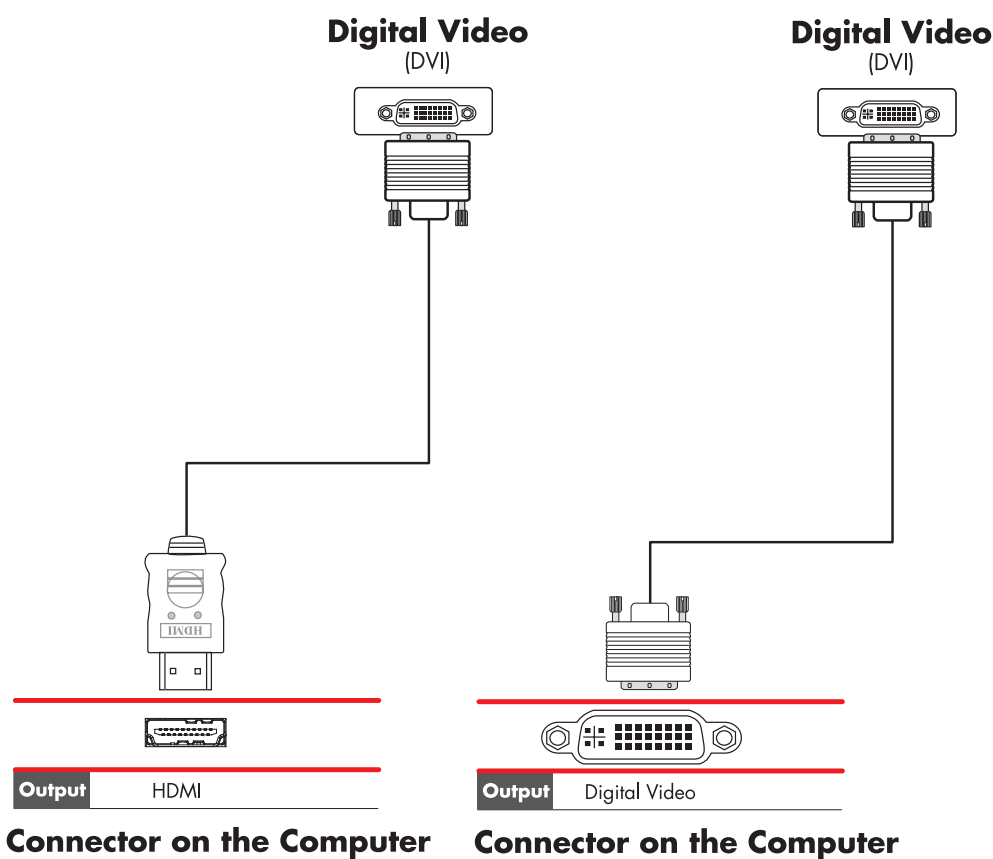 Digital Video
(DVI)
Digital Video
(DVI)
HDMI
Output HDMI
Output Digital Video
Connector on the Computer
Connector on the Computer